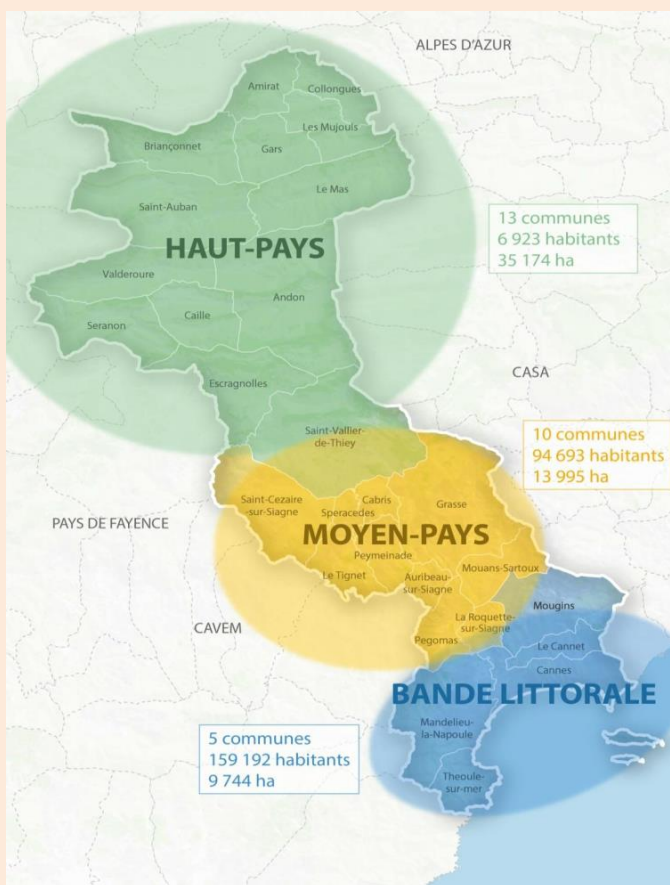 ALPES D'AZUR
Amirat
Collongues
Les Mujouls
Briançonnet
Gars
Le Mas
Saint-Auban
13 communes
6 923 habitants
35 174 ha
HAUT-PAYS
Valderoure
Andon
Caille
Seranon
CASA
Escragnolles
Saint-Vallier-
de-Thiey
10 communes
94 693 habitants
13 995 ha
Saint-Cezaire
-sur-Siagne
Cabris
Grasse
Speracedes
PAYS DE FAYENCE
MOYEN-PAYS
Peymeinade
Mouans-Sartoux
Le Tignet
Auribeau-
sur-Siagne
Mougins
La Roquette-
sur-Siagne
CAVEM
Pegomas
Le Cannet
Cannes
BANDE LITTORALE
Mandelieu-
la-Napoule
5 communes
159 192 habitants
9 744 ha
Theoule-
sur-mer